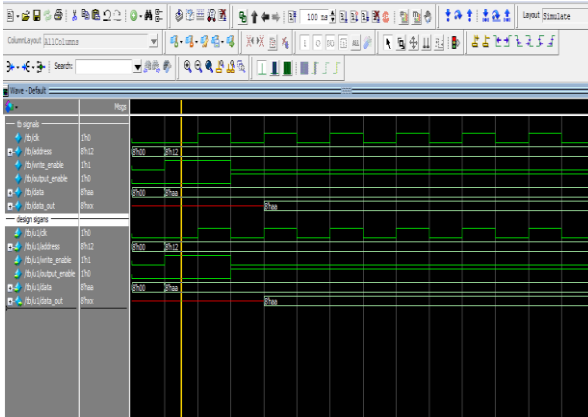 100 ns
Layout Simulate
ColumnLayout AllColumns
Search:
Wave - Default
Msgs
tb signals
/tb/clk 1'h0
/tb/address 8'h12 8'h00 8'h12
/tb/write_enable 1'h1
/tb/output_enable 1'h0
/tb/data 8'haa 8'h00 8'haa
/tb/data_out 8'hxx 8'haa
design sigans
/tb/u1/clk 1'h0
/tb/u1/address 8'h12 8'h00 8'h12
/tb/u1/write_enable 1'h1
/tb/u1/output_enable 1'h0
/tb/u1/data 8'haa 8'h00 8'haa
/tb/u1/data_out 8'hxx 8'haa